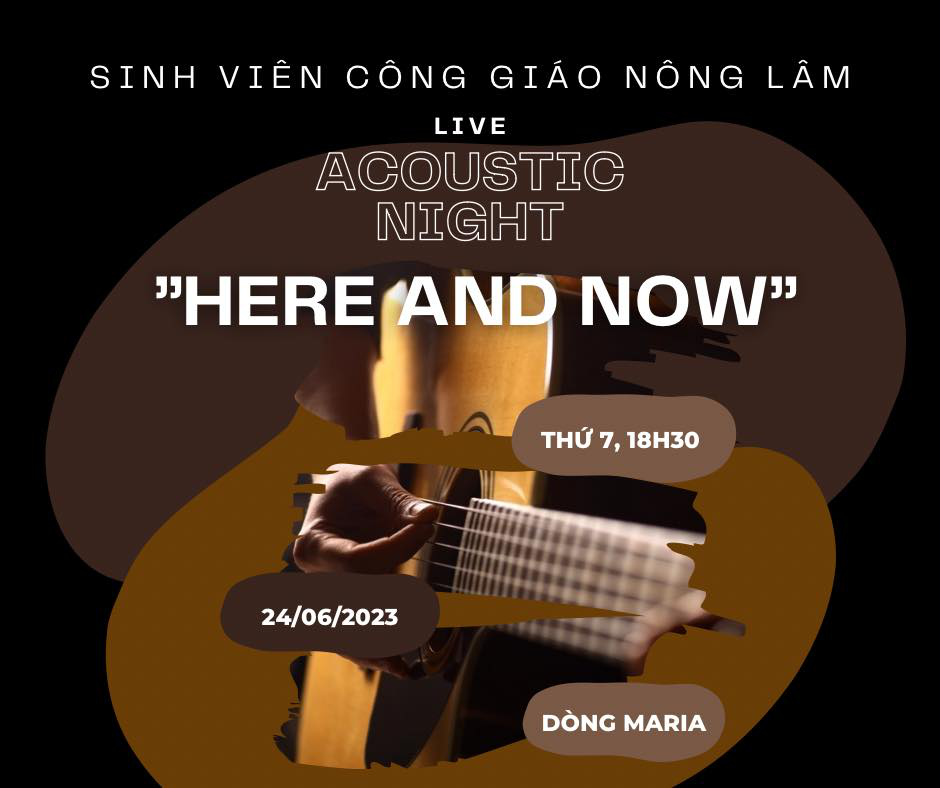 SINH VIÊN CÔNG GIÁO NÔNG LÂM
LIVE
ACOUSTIC
NIGHT
”HERE AND NOW”
THỨ 7, 18H30
24/06/2023
DÒNG MARIA